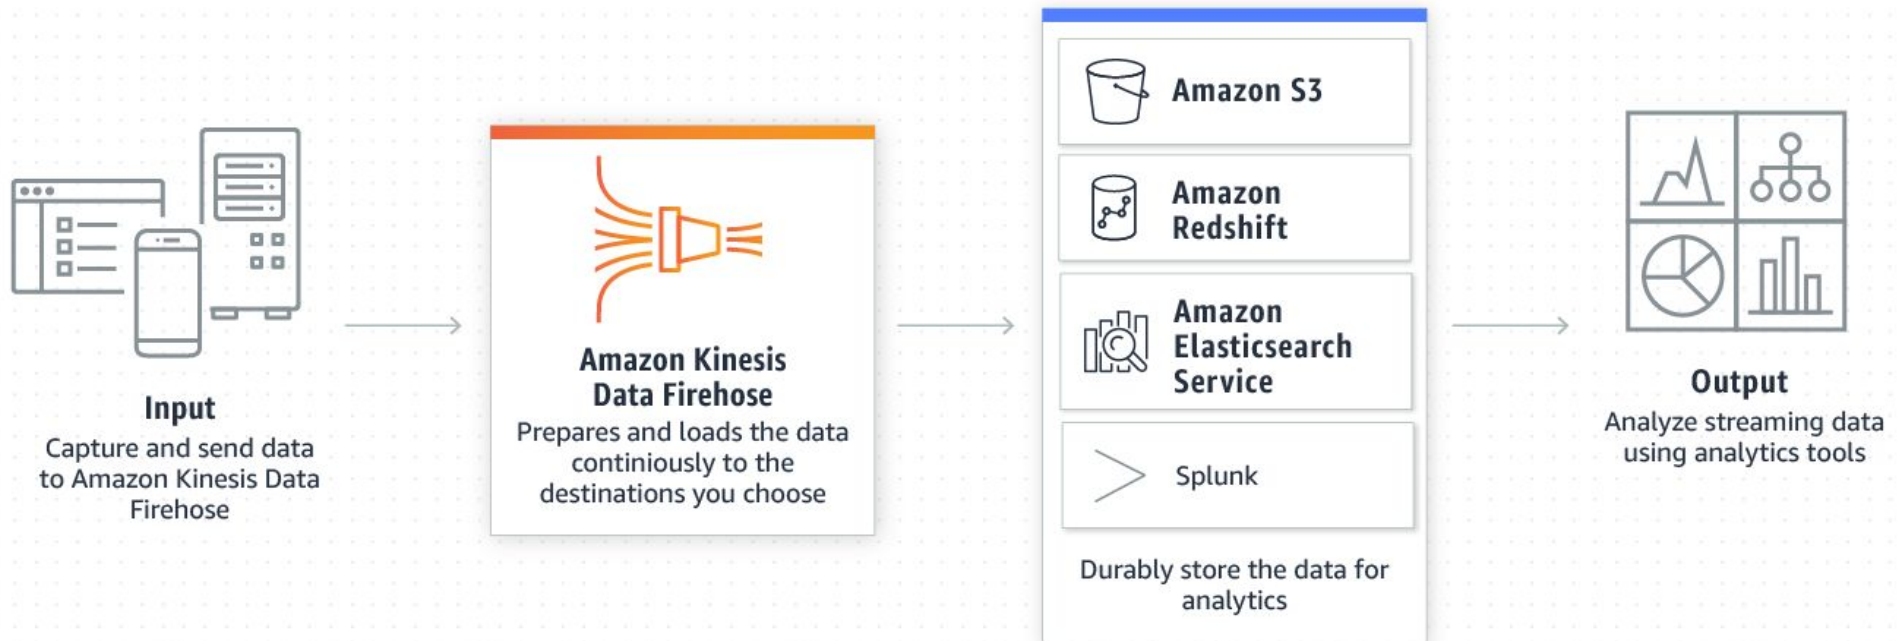 Input
Capture and send data
to Amazon Kinesis Data
Firehose
Amazon Kinesis
Data Firehose
Prepares and loads the data
continiously to the
destinations you choose
Amazon S3
Amazon
Redshift
Amazon
Elasticsearch
Service
Splunk
Durably store the data for
analytics
Output
Analyze streaming data
using analytics tools